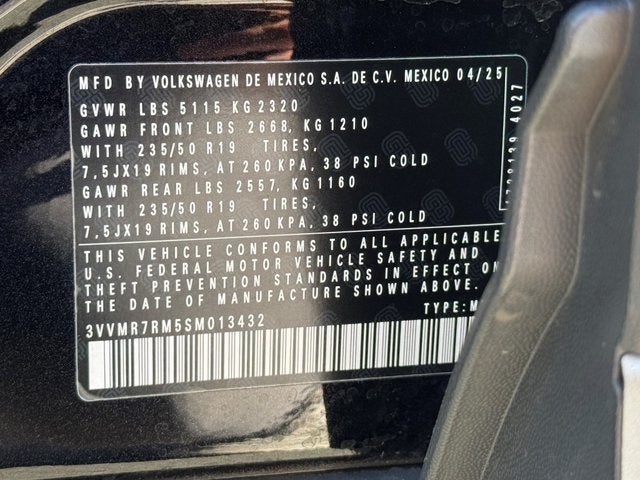 MFD BY VOLKSWAGEN DE MEXICO S.A. DE C.V. MEXICO 04/25
GVWR LBS 5115 KG 2320
GAWR FRONT LBS 2668, KG 1210
WITH 235/50 R19 TIRES,
7,5JX19 RIMS, AT 260 KPA, 38 PSI COLD
GAWR REAR LBS 2557, KG 1160
WITH 235/50 R19 TIRES,
7,5JX19 RIMS, AT 260 KPA, 38 PSI COLD
THIS VEHICLE CONFORMS TO ALL APPLICABLE
U.S. FEDERAL MOTOR VEHICLE SAFETY AND
THEFT PREVENTION STANDARDS IN EFFECT ON
THE DATE OF MANUFACTURE SHOWN ABOVE.
3VVMR7RM5SM013432 TYPE:M
4027